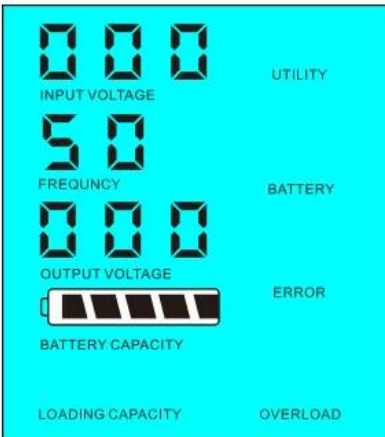 000
UTILITY
INPUT VOLTAGE
50
FREQUNCY
BATTERY
000
OUTPUT VOLTAGE
ERROR
BATTERY CAPACITY
LOADING CAPACITY OVERLOAD